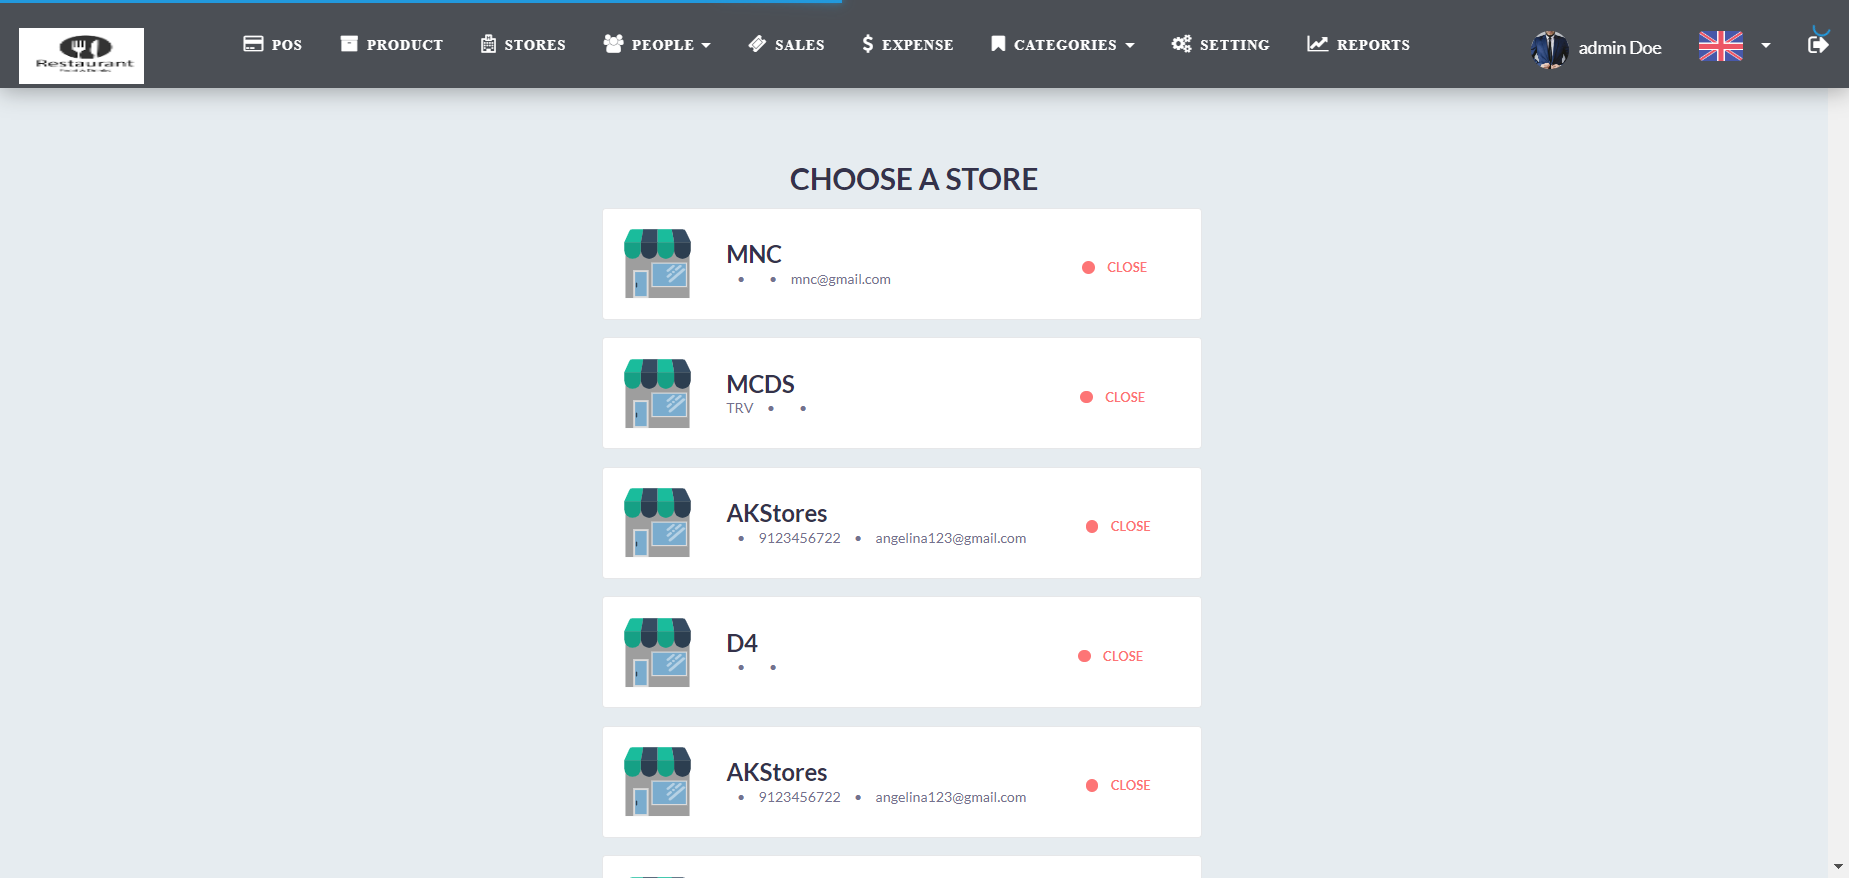 Restaurant
POS PRODUCT STORES PEOPLE SALES EXPENSE CATEGORIES SETTING REPORTS admin Doe
CHOOSE A STORE
MNC
• • mnc@gmail.com
CLOSE
MCDS
TRV • •
CLOSE
AKStores
• 9123456722 • angelina123@gmail.com
CLOSE
D4
• •
CLOSE
AKStores
• 9123456722 • angelina123@gmail.com
CLOSE